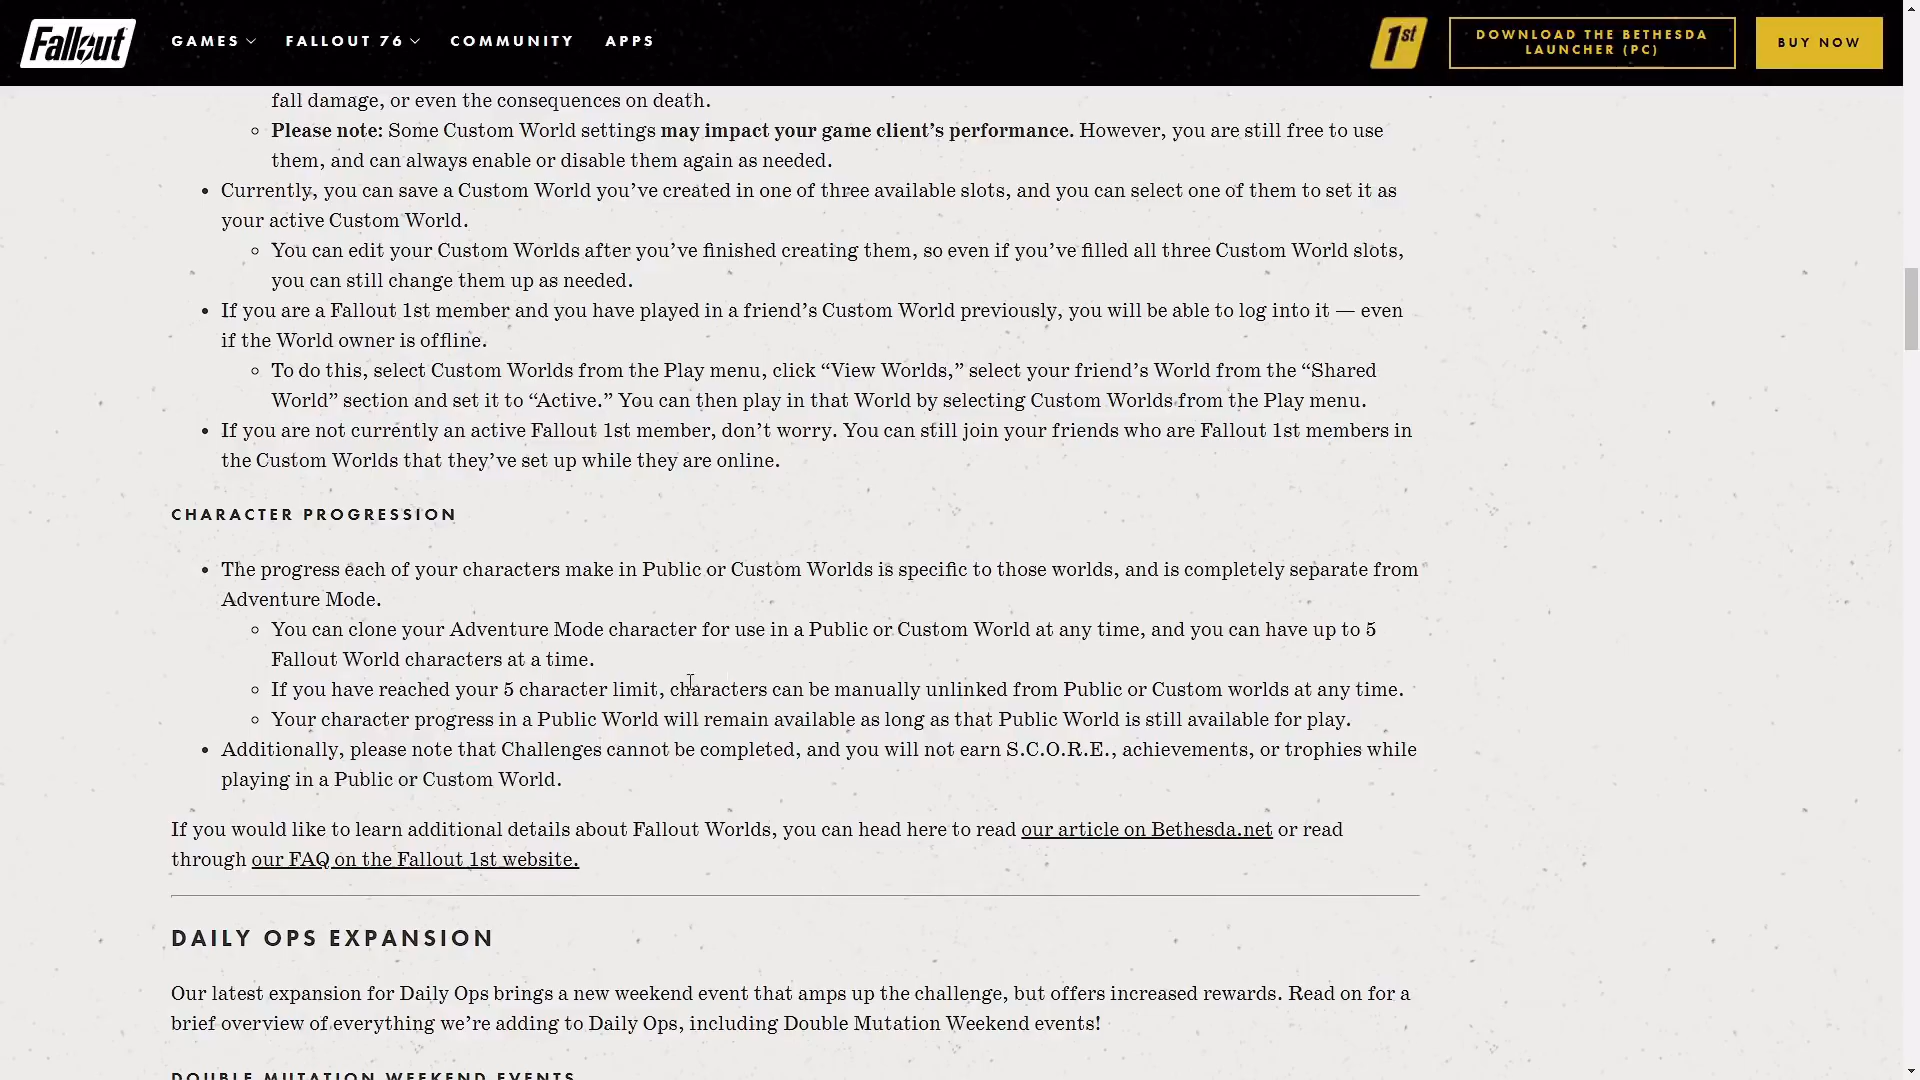 Fallout
GAMES
FALLOUT 76
COMMUNITY
APPS
1st
DOWNLOAD THE BETHESDA
LAUNCHER (PC)
BUY NOW
fall damage, or even the consequences on death.
Please note: Some Custom World settings may impact your game client’s performance. However, you are still free to use
them, and can always enable or disable them again as needed.
Currently, you can save a Custom World you’ve created in one of three available slots, and you can select one of them to set it as
your active Custom World.
You can edit your Custom Worlds after you’ve finished creating them, so even if you’ve filled all three Custom World slots,
you can still change them up as needed.
If you are a Fallout 1st member and you have played in a friend’s Custom World previously, you will be able to log into it — even
if the World owner is offline.
To do this, select Custom Worlds from the Play menu, click “View Worlds,” select your friend’s World from the “Shared
World” section and set it to “Active.” You can then play in that World by selecting Custom Worlds from the Play menu.
If you are not currently an active Fallout 1st member, don’t worry. You can still join your friends who are Fallout 1st members in
the Custom Worlds that they’ve set up while they are online.
CHARACTER PROGRESSION
The progress each of your characters make in Public or Custom Worlds is specific to those worlds, and is completely separate from
Adventure Mode.
You can clone your Adventure Mode character for use in a Public or Custom World at any time, and you can have up to 5
Fallout World characters at a time.
If you have reached your 5 character limit, characters can be manually unlinked from Public or Custom worlds at any time.
Your character progress in a Public World will remain available as long as that Public World is still available for play.
Additionally, please note that Challenges cannot be completed, and you will not earn S.C.O.R.E., achievements, or trophies while
playing in a Public or Custom World.
If you would like to learn additional details about Fallout Worlds, you can head here to read our article on Bethesda.net or read
through our FAQ on the Fallout 1st website.
DAILY OPS EXPANSION
Our latest expansion for Daily Ops brings a new weekend event that amps up the challenge, but offers increased rewards. Read on for a
brief overview of everything we’re adding to Daily Ops, including Double Mutation Weekend events!
DOUBLE MUTATION WEEKEND EVENTS